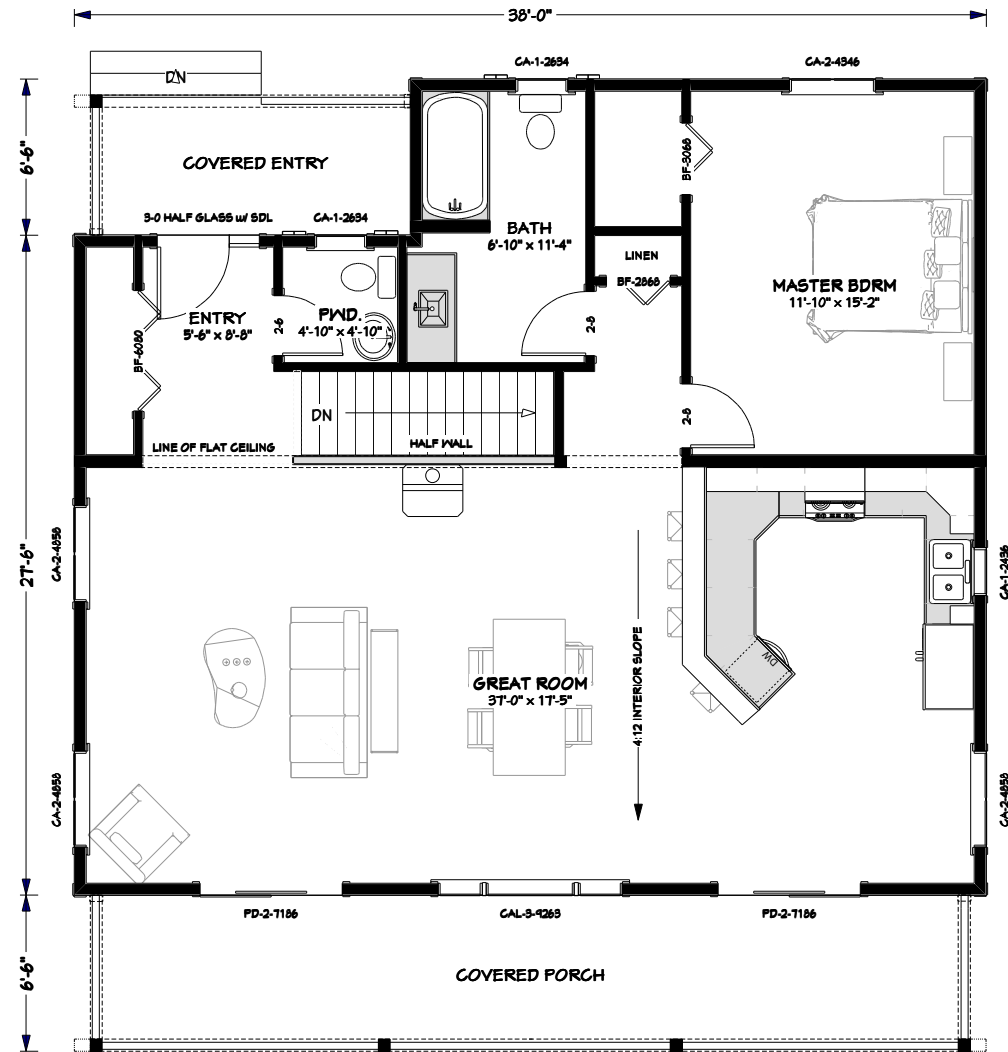 38'-0"
CA-1-2634
CA-2-4346
DN
6'-6"
COVERED ENTRY
BF-3068
3-0 HALF GLASS w/ SDL
CA-1-2634
BATH
6'-10" x 11'-4"
LINEN
BF-2868
MASTER BDRM
11'-10" x 15'-2"
ENTRY
5'-6" x 8'-8"
2-6
PWD.
4'-10" x 4'-10"
2-8
BF-6080
DN
2-8
LINE OF FLAT CEILING
HALF WALL
27'-6"
CA-2-4858
CA-1-2436
4:12 INTERIOR SLOPE
DW
GREAT ROOM
37'-0" x 17'-5"
CA-2-4858
CA-2-4858
PD-2-7186
CAL-3-9263
PD-2-7186
6'-6"
COVERED PORCH